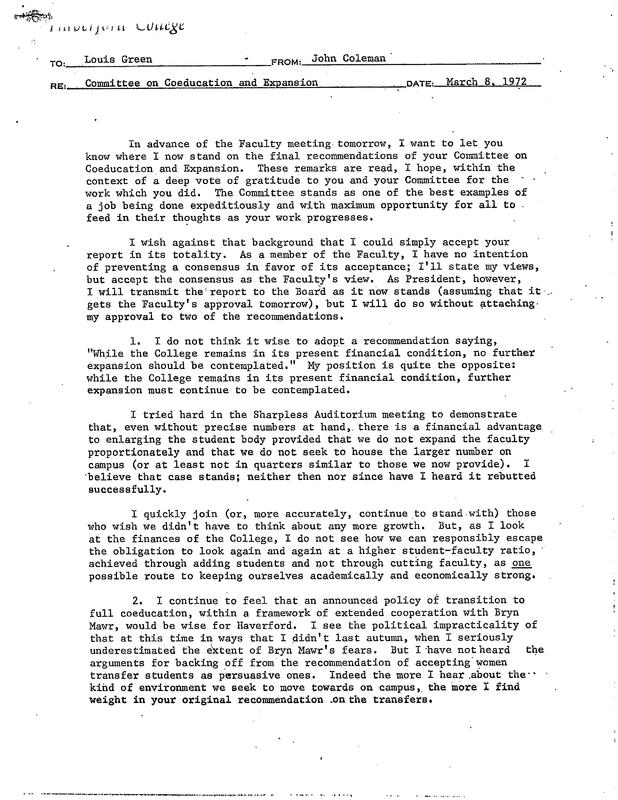 Haverford College
TO: Louis Green FROM: John Coleman
RE: Committee on Coeducation and Expansion DATE: March 8, 1972
In advance of the Faculty meeting tomorrow, I want to let you
know where I now stand on the final recommendations of your Committee on
Coeducation and Expansion. These remarks are read, I hope, within the
context of a deep vote of gratitude to you and your Committee for the
work which you did. The Committee stands as one of the best examples of
a job being done expeditiously and with maximum opportunity for all to
feed in their thoughts as your work progresses.
I wish against that background that I could simply accept your
report in its totality. As a member of the Faculty, I have no intention
of preventing a consensus in favor of its acceptance; I'll state my views,
but accept the consensus as the Faculty's view. As President, however,
I will transmit the report to the Board as it now stands (assuming that it
gets the Faculty's approval tomorrow), but I will do so without attaching
my approval to two of the recommendations.
1. I do not think it wise to adopt a recommendation saying,
"While the College remains in its present financial condition, no further
expansion should be contemplated." My position is quite the opposite:
while the College remains in its present financial condition, further
expansion must continue to be contemplated.
I tried hard in the Sharpless Auditorium meeting to demonstrate
that, even without precise numbers at hand, there is a financial advantage
to enlarging the student body provided that we do not expand the faculty
proportionately and that we do not seek to house the larger number on
campus (or at least not in quarters similar to those we now provide). I
believe that case stands; neither then nor since have I heard it rebutted
successfully.
I quickly join (or, more accurately, continue to stand with) those
who wish we didn't have to think about any more growth. But, as I look
at the finances of the College, I do not see how we can responsibly escape
the obligation to look again and again at a higher student-faculty ratio,
achieved through adding students and not through cutting faculty, as one
possible route to keeping ourselves academically and economically strong.
2. I continue to feel that an announced policy of transition to
full coeducation, within a framework of extended cooperation with Bryn
Mawr, would be wise for Haverford. I see the political impracticality of
that at this time in ways that I didn't last autumn, when I seriously
underestimated the extent of Bryn Mawr's fears. But I have not heard the
arguments for backing off from the recommendation of accepting women
transfer students as persuasive ones. Indeed the more I hear about the
kind of environment we seek to move towards on campus, the more I find
weight in your original recommendation on the transfers.